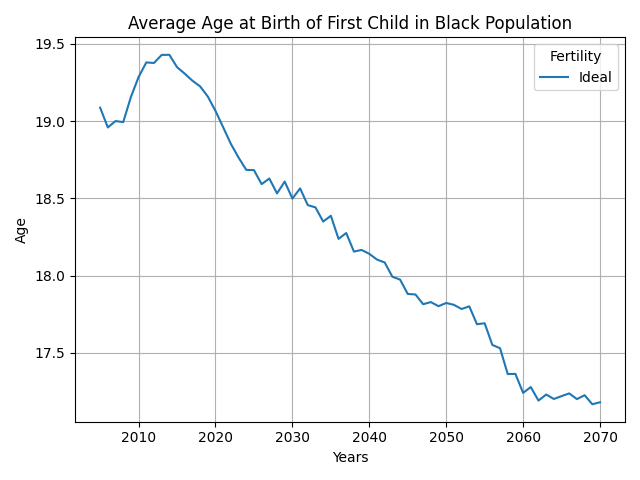 Average Age at Birth of First Child in Black Population
Fertility
Ideal
Age
19.5
19.0
18.5
18.0
17.5
2010 2020 2030 2040 2050 2060 2070
Years